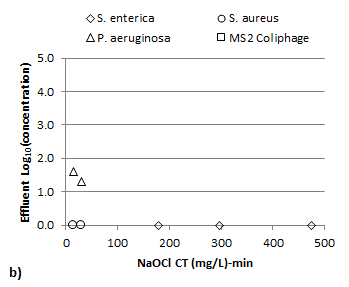 S. enterica S. aureus
P. aeruginosa MS2 Coliphage
5.0
4.0
3.0
2.0
1.0
0.0
Effluent Log10(concentration)
0 100 200 300 400 500
NaOCl CT (mg/L)-min
b)